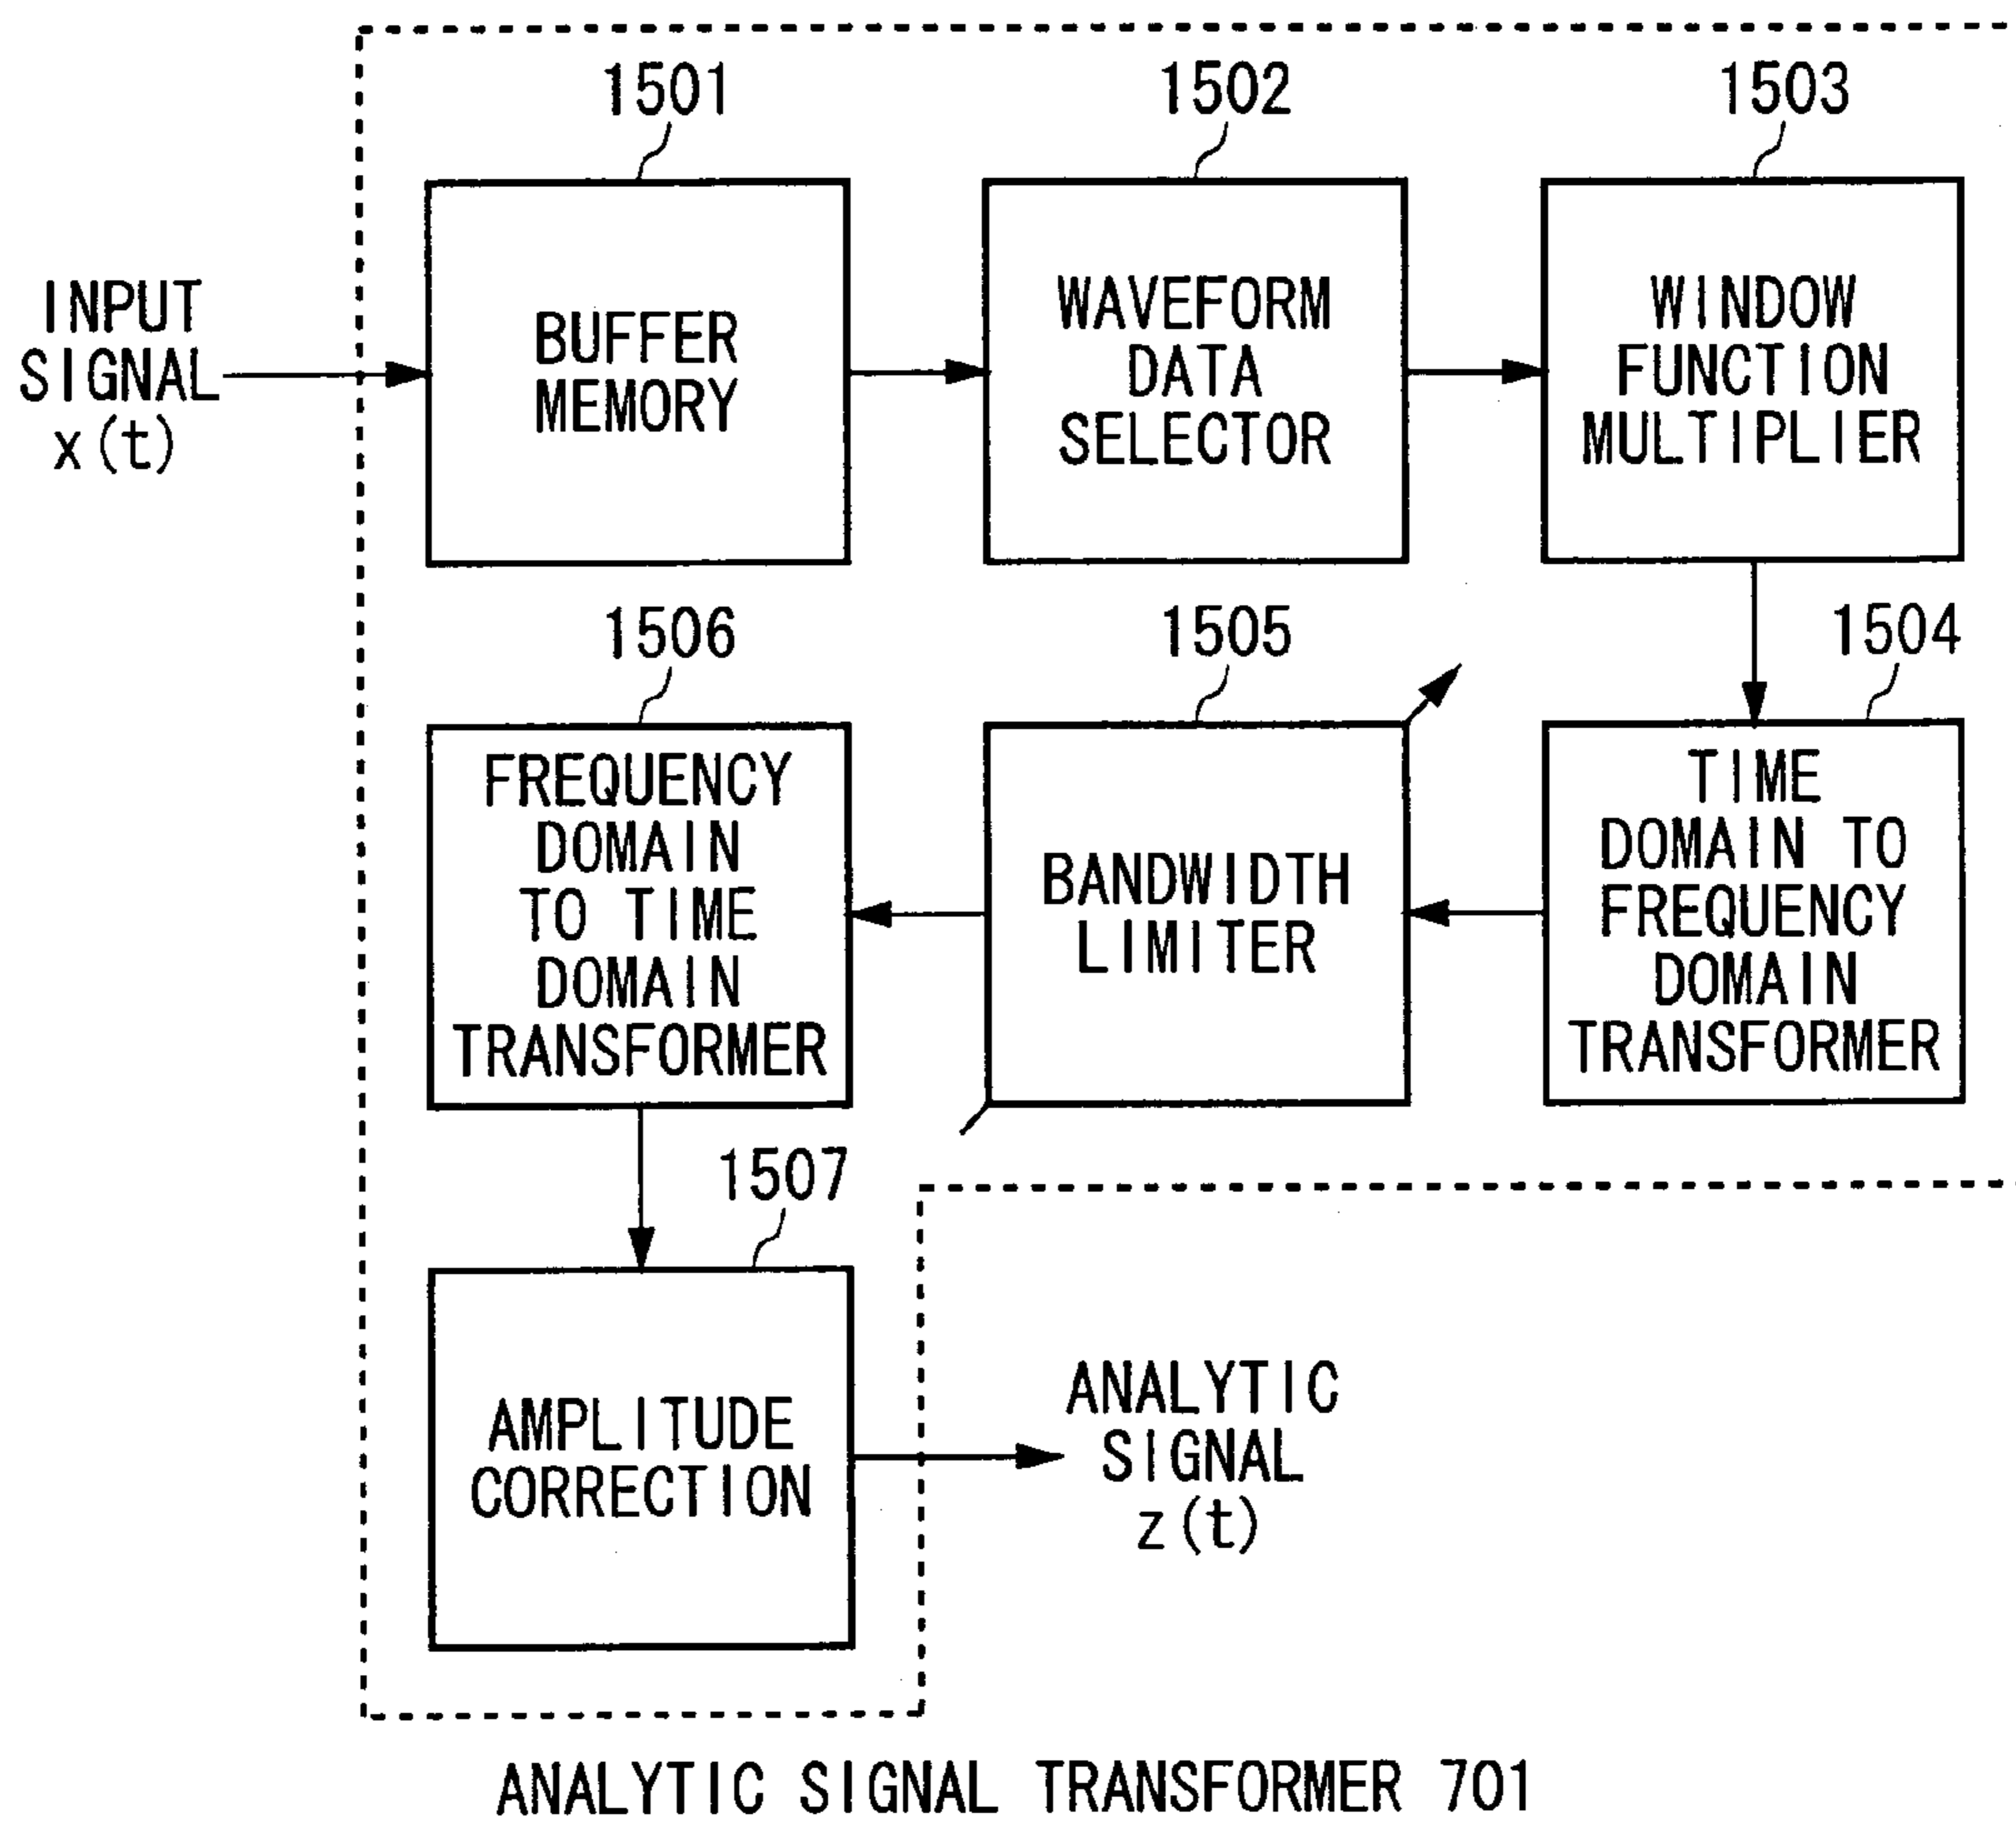 1501
1502
1503
INPUT
SIGNAL
x(t)
BUFFER
MEMORY
WAVEFORM
DATA
SELECTOR
WINDOW
FUNCTION
MULTIPLIER
1506
1505
1504
FREQUENCY
DOMAIN
TO TIME
DOMAIN
TRANSFORMER
BANDWIDTH
LIMITER
TIME
DOMAIN TO
FREQUENCY
DOMAIN
TRANSFORMER
1507
AMPLITUDE
CORRECTION
ANALYTIC
SIGNAL
z(t)
ANALYTIC SIGNAL TRANSFORMER 701